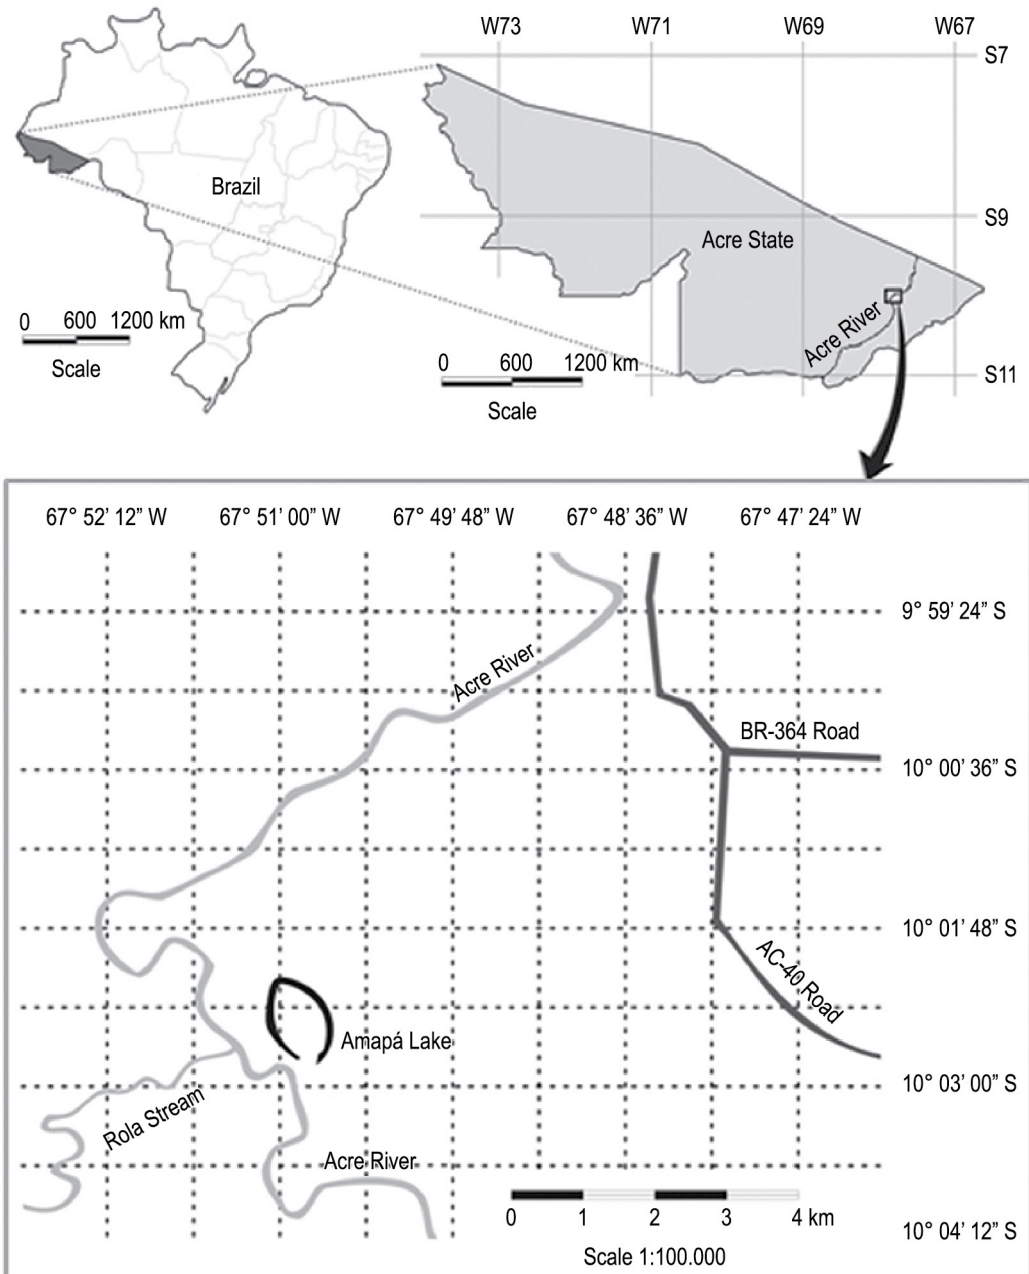 W73 W71 W69 W67
S7
Brazil
S9
Acre State
Acre River
0 600 1200 km
Scale
0 600 1200 km
Scale
S11
67° 52’ 12” W 67° 51’ 00” W 67° 49’ 48” W 67° 48’ 36” W 67° 47’ 24” W
9° 59’ 24” S
Acre River
BR-364 Road
10° 00’ 36” S
10° 01’ 48” S
AC-40 Road
Amapá Lake
10° 03’ 00” S
Rola Stream
Acre River
0 1 2 3 4 km
10° 04’ 12” S
Scale 1:100.000